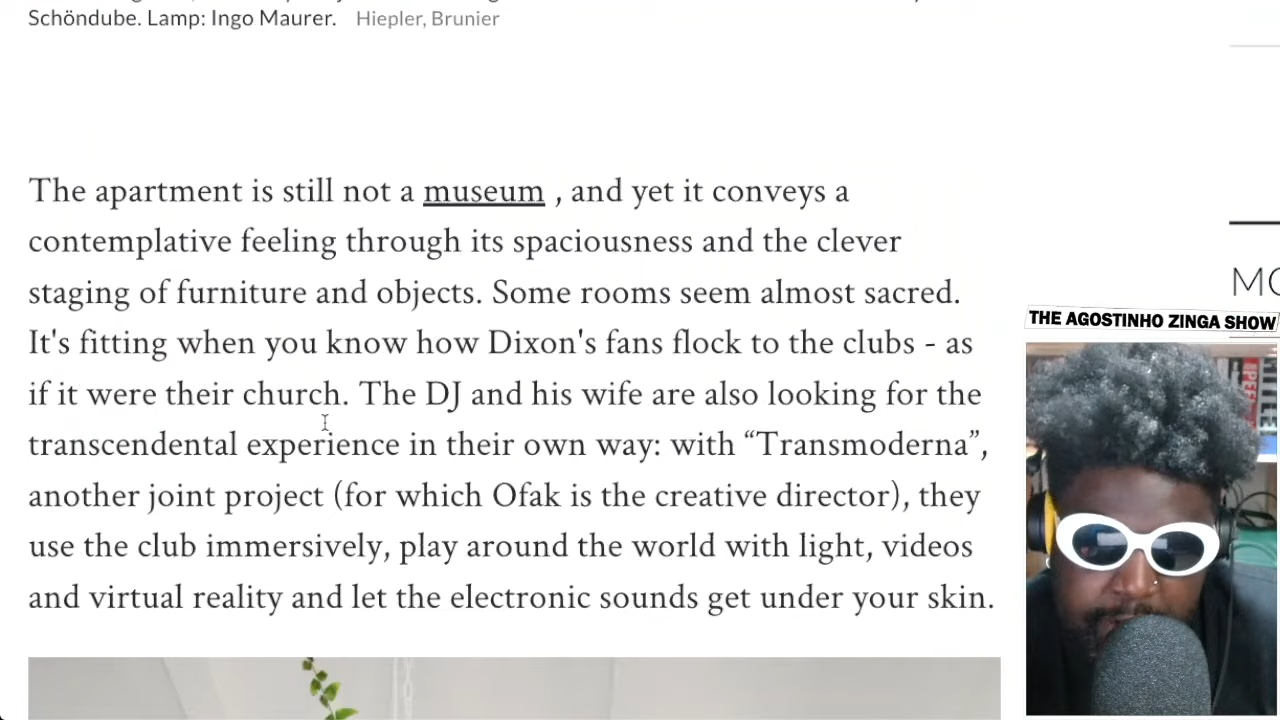 Schöndube. Lamp: Ingo Maurer. Hiepler, Brunier
The apartment is still not a museum , and yet it conveys a
contemplative feeling through its spaciousness and the clever
staging of furniture and objects. Some rooms seem almost sacred.
It's fitting when you know how Dixon's fans flock to the clubs - as
if it were their church. The DJ and his wife are also looking for the
transcendental experience in their own way: with “Transmoderna”,
another joint project (for which Ofak is the creative director), they
use the club immersively, play around the world with light, videos
and virtual reality and let the electronic sounds get under your skin.
MO
THE AGOSTINHO ZINGA SHOW